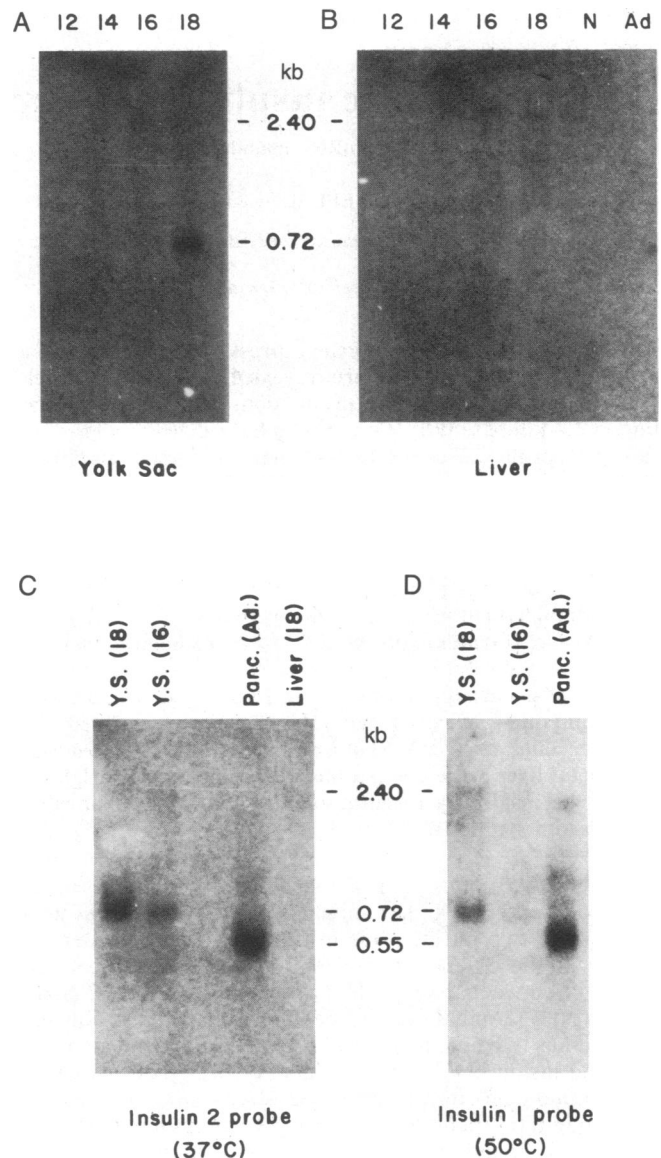 A 12 14 16 18 B 12 14 16 18 N Ad
kb
- 2.40 -
- 0.72 -
Yolk Sac Liver
C D
Y.S. (18) Y.S. (16) Panc. (Ad.) Liver (18) Y.S. (18) Y.S. (16) Panc. (Ad.)
kb
- 2.40 -
- 0.72 -
- 0.55 -
Insulin 2 probe Insulin 1 probe
(37°C) (50°C)